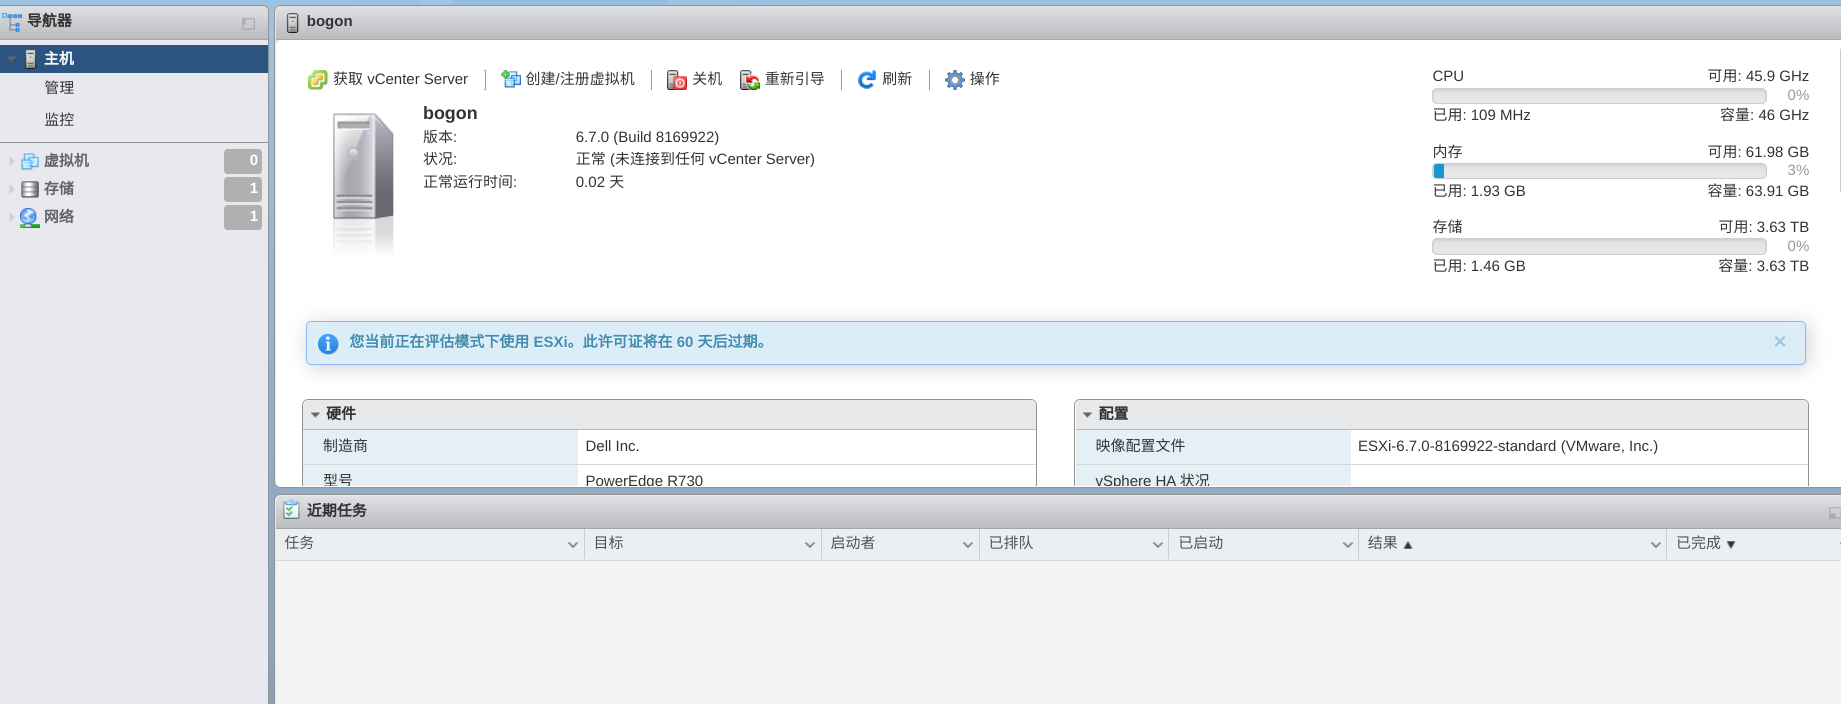 导航器
主机
管理
监控
虚拟机 0
存储 1
网络 1
bogon
获取 vCenter Server
创建/注册虚拟机
关机
重新引导
刷新
操作
bogon
版本: 6.7.0 (Build 8169922)
状况: 正常 (未连接到任何 vCenter Server)
正常运行时间: 0.02 天
CPU 可用: 45.9 GHz
0%
已用: 109 MHz 容量: 46 GHz
内存 可用: 61.98 GB
3%
已用: 1.93 GB 容量: 63.91 GB
存储 可用: 3.63 TB
0%
已用: 1.46 GB 容量: 3.63 TB
您当前正在评估模式下使用 ESXi。此许可证将在 60 天后过期。
硬件
制造商 Dell Inc.
型号 PowerEdge R730
配置
映像配置文件 ESXi-6.7.0-8169922-standard (VMware, Inc.)
vSphere HA 状况
近期任务
任务 目标 启动者 已排队 已启动 结果 ▲ 已完成 ▼